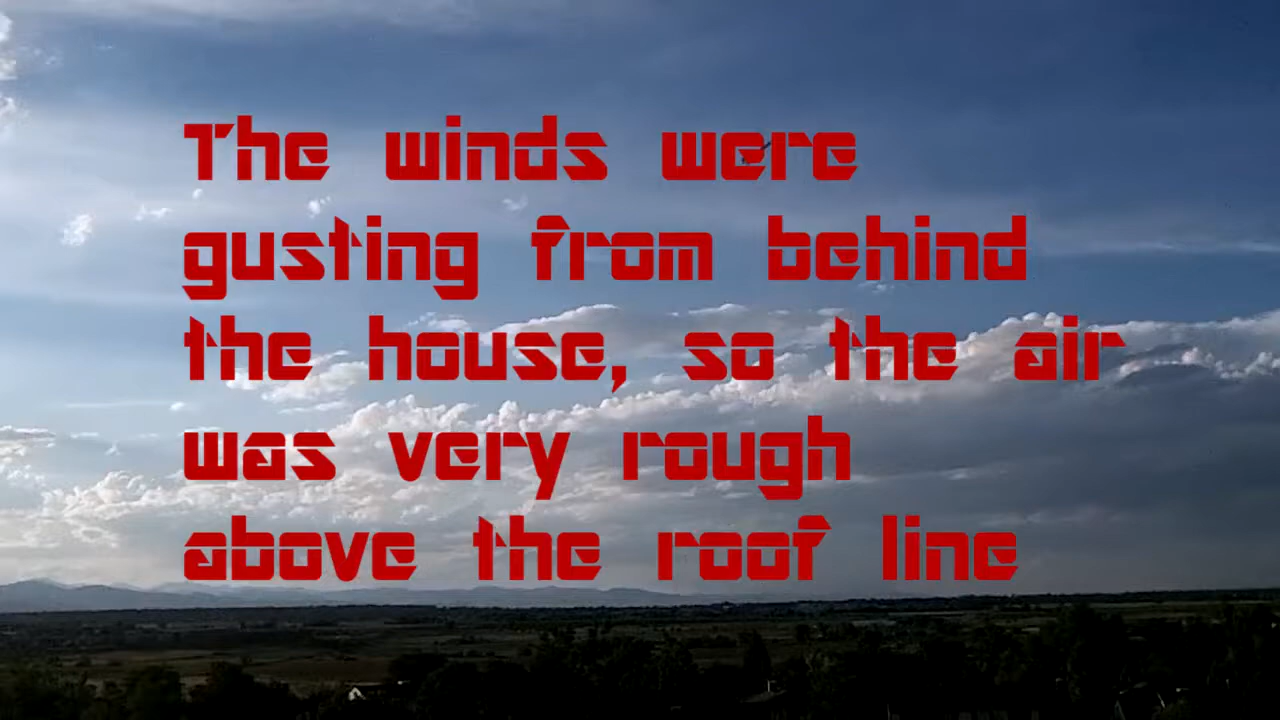 The winds were
gusting from behind
the house, so the air
was very rough
above the roof line